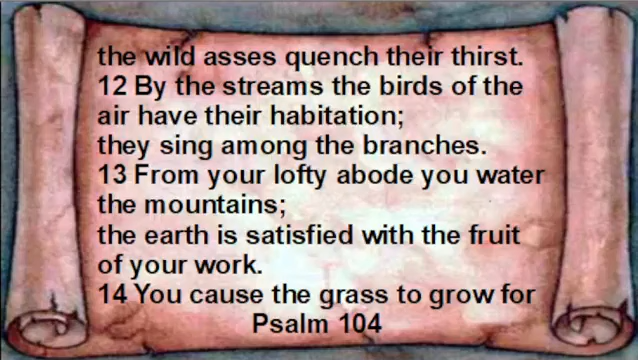 the wild asses quench their thirst.
12 By the streams the birds of the
air have their habitation;
they sing among the branches.
13 From your lofty abode you water
the mountains;
the earth is satisfied with the fruit
of your work.
14 You cause the grass to grow for
Psalm 104